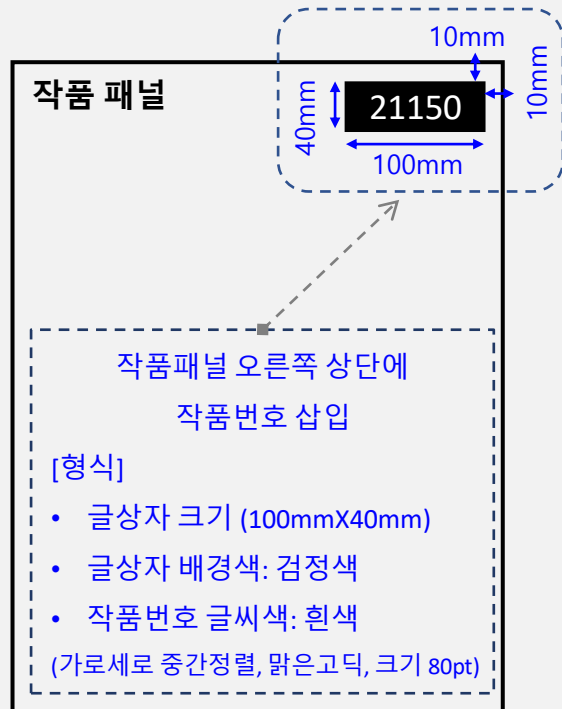 10mm
작품 패널
40mm
21150
10mm
100mm
작품패널 오른쪽 상단에
작품번호 삽입
[형식]
• 글상자 크기 (100mmX40mm)
• 글상자 배경색: 검정색
• 작품번호 글씨색: 흰색
(가로세로 중간정렬, 맑은고딕, 크기 80pt)